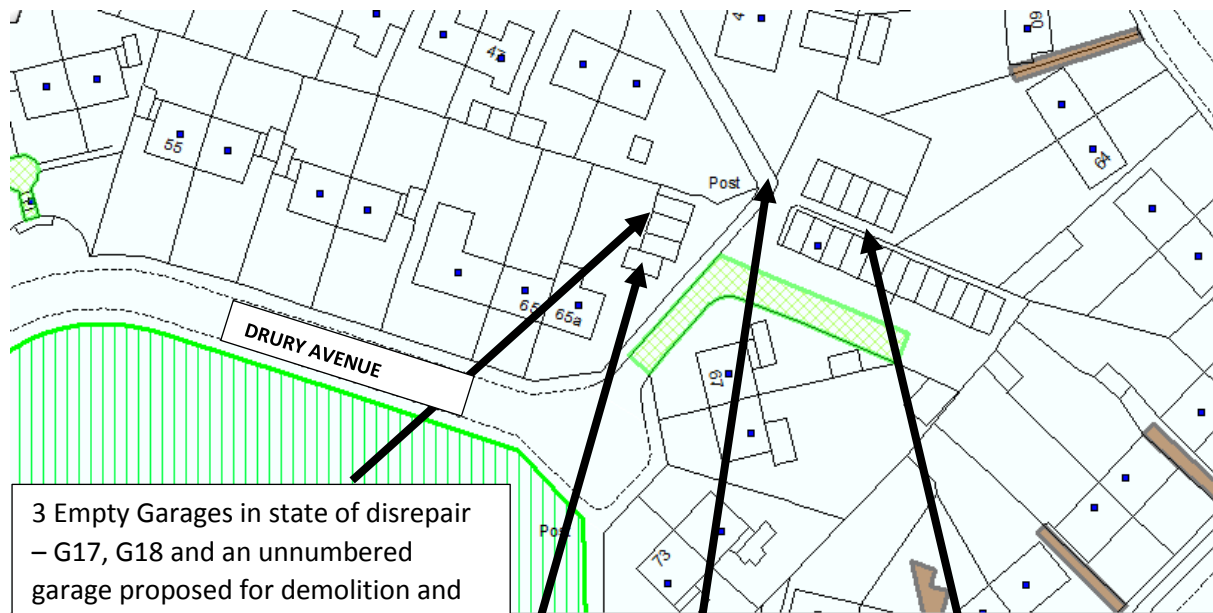 47
4
60
55
64
Post
65
65a
DRURY AVENUE
67
3 Empty Garages in state of disrepair
– G17, G18 and an unnumbered
garage proposed for demolition and
Post
73